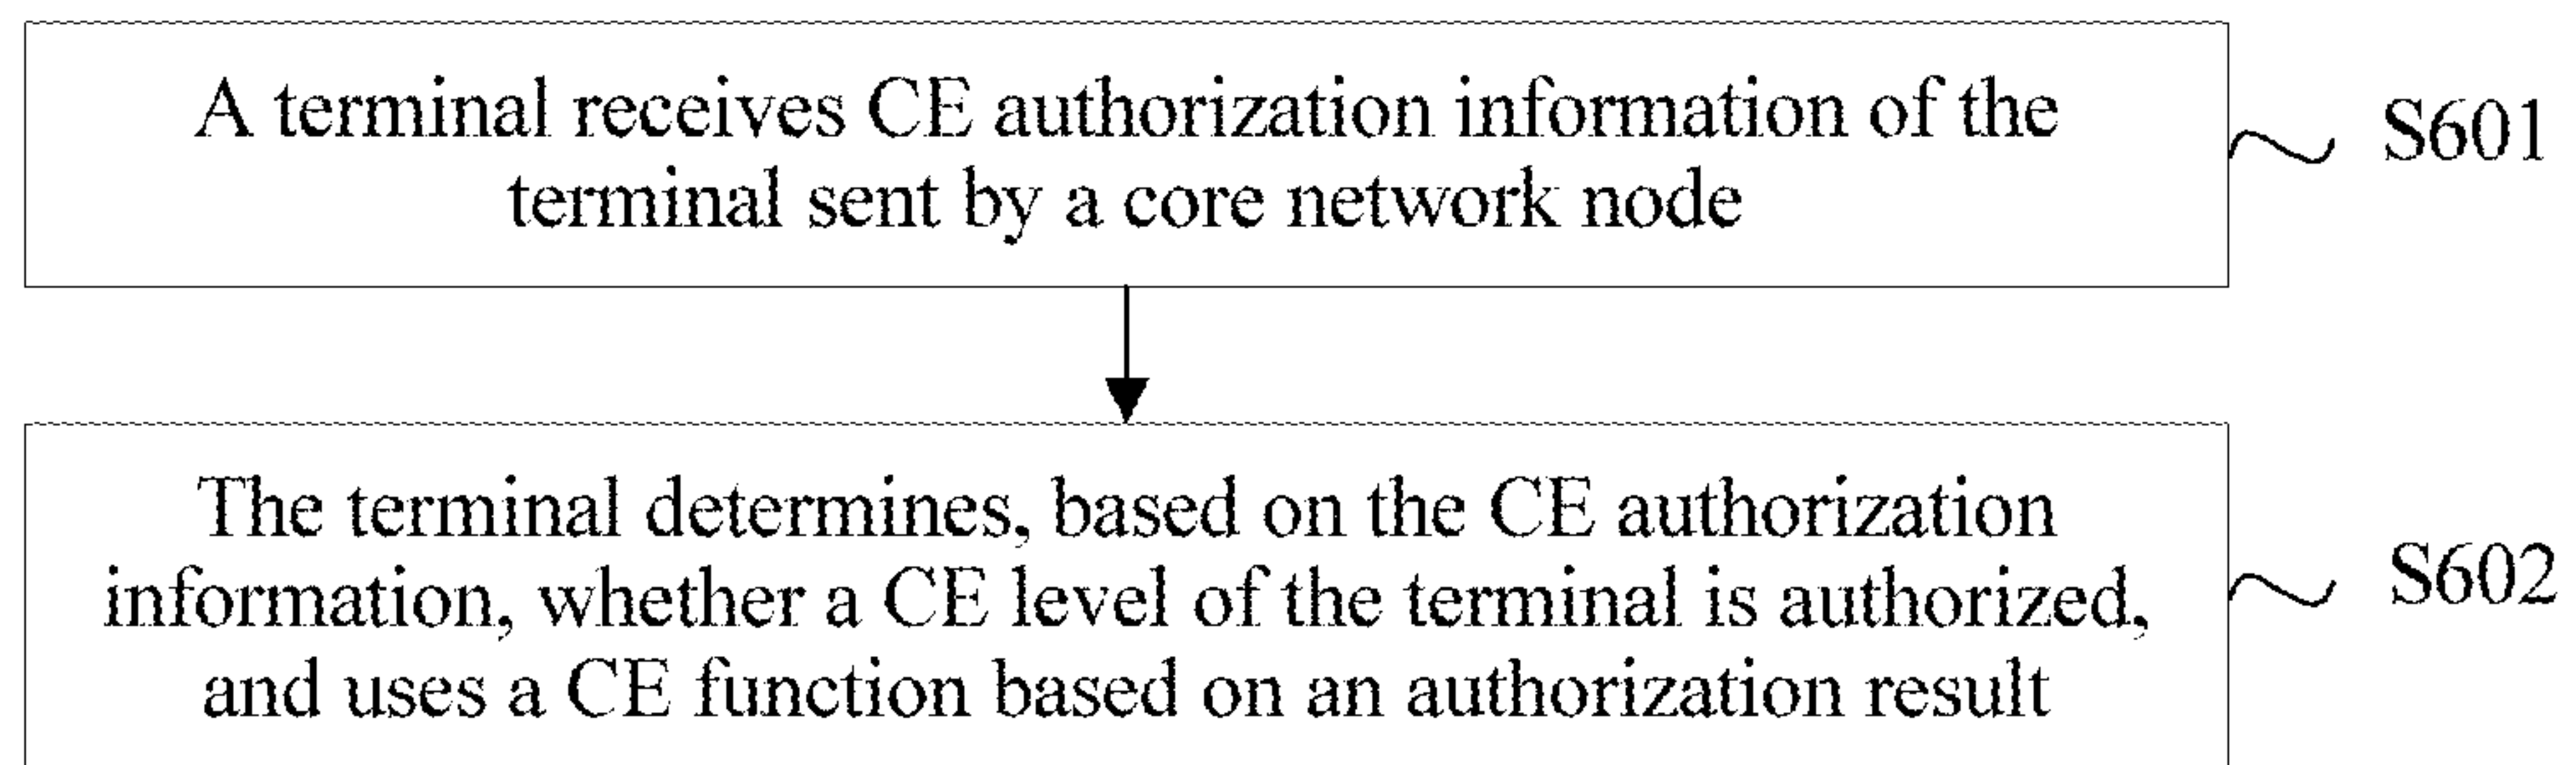 A terminal receives CE authorization information of the
terminal sent by a core network node
S601
The terminal determines, based on the CE authorization
information, whether a CE level of the terminal is authorized,
and uses a CE function based on an authorization result
S602